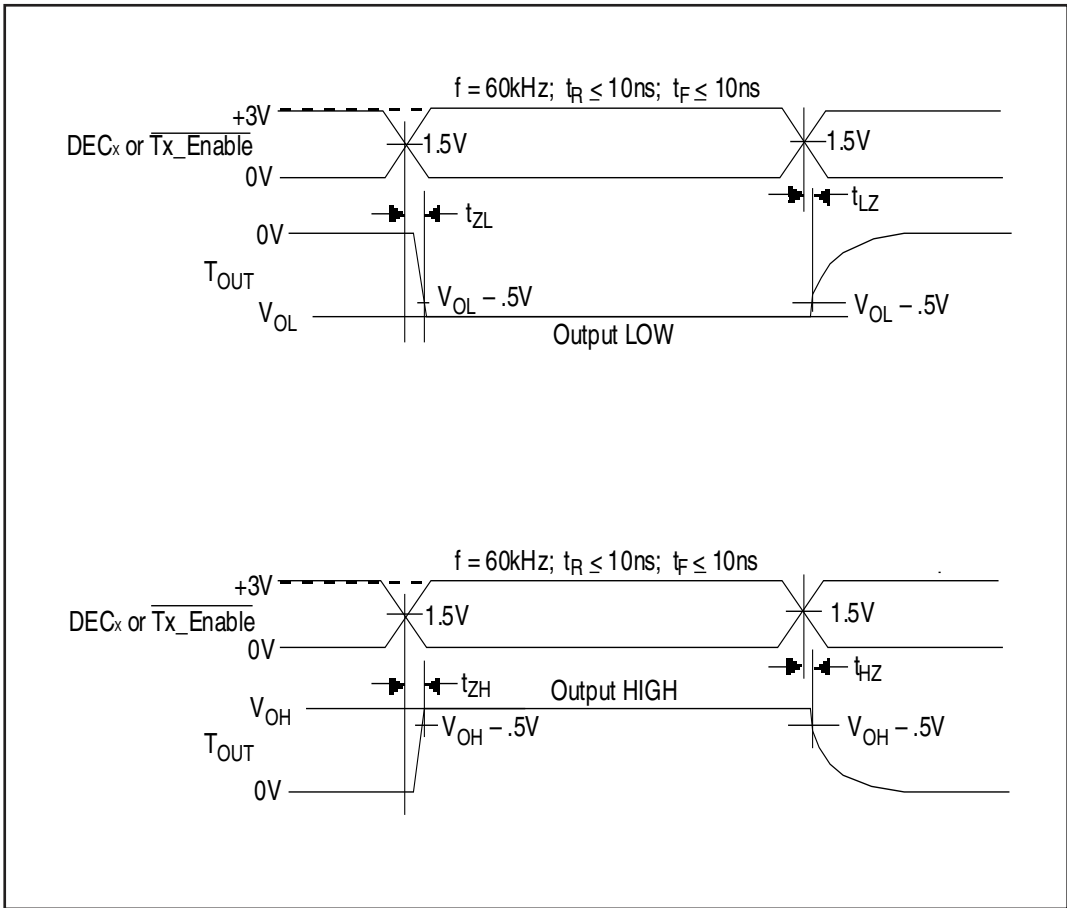 f = 60kHz; tR ≤ 10ns; tF ≤ 10ns
+3V
DECx or Tx_Enable
1.5V
1.5V
0V
tZL
tLZ
0V
TOUT
VOL – .5V
VOL – .5V
VOL
Output LOW
f = 60kHz; tR ≤ 10ns; tF ≤ 10ns
+3V
DECx or Tx_Enable
1.5V
1.5V
0V
tZH
tHZ
Output HIGH
VOH
VOH – .5V
VOH – .5V
TOUT
0V